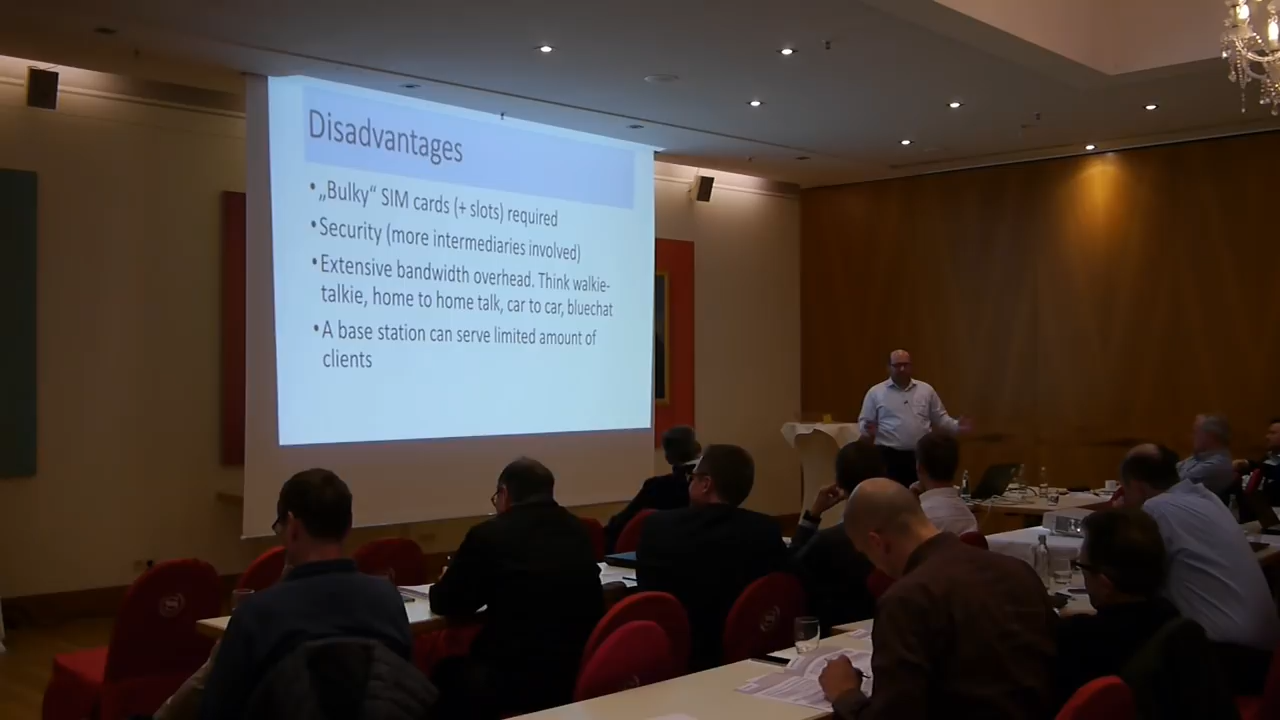 Disadvantages
• „Bulky“ SIM cards (+ slots) required
• Security (more intermediaries involved)
• Extensive bandwidth overhead. Think walkie-
talkie, home to home talk, car to car, bluechat
• A base station can serve limited amount of
clients